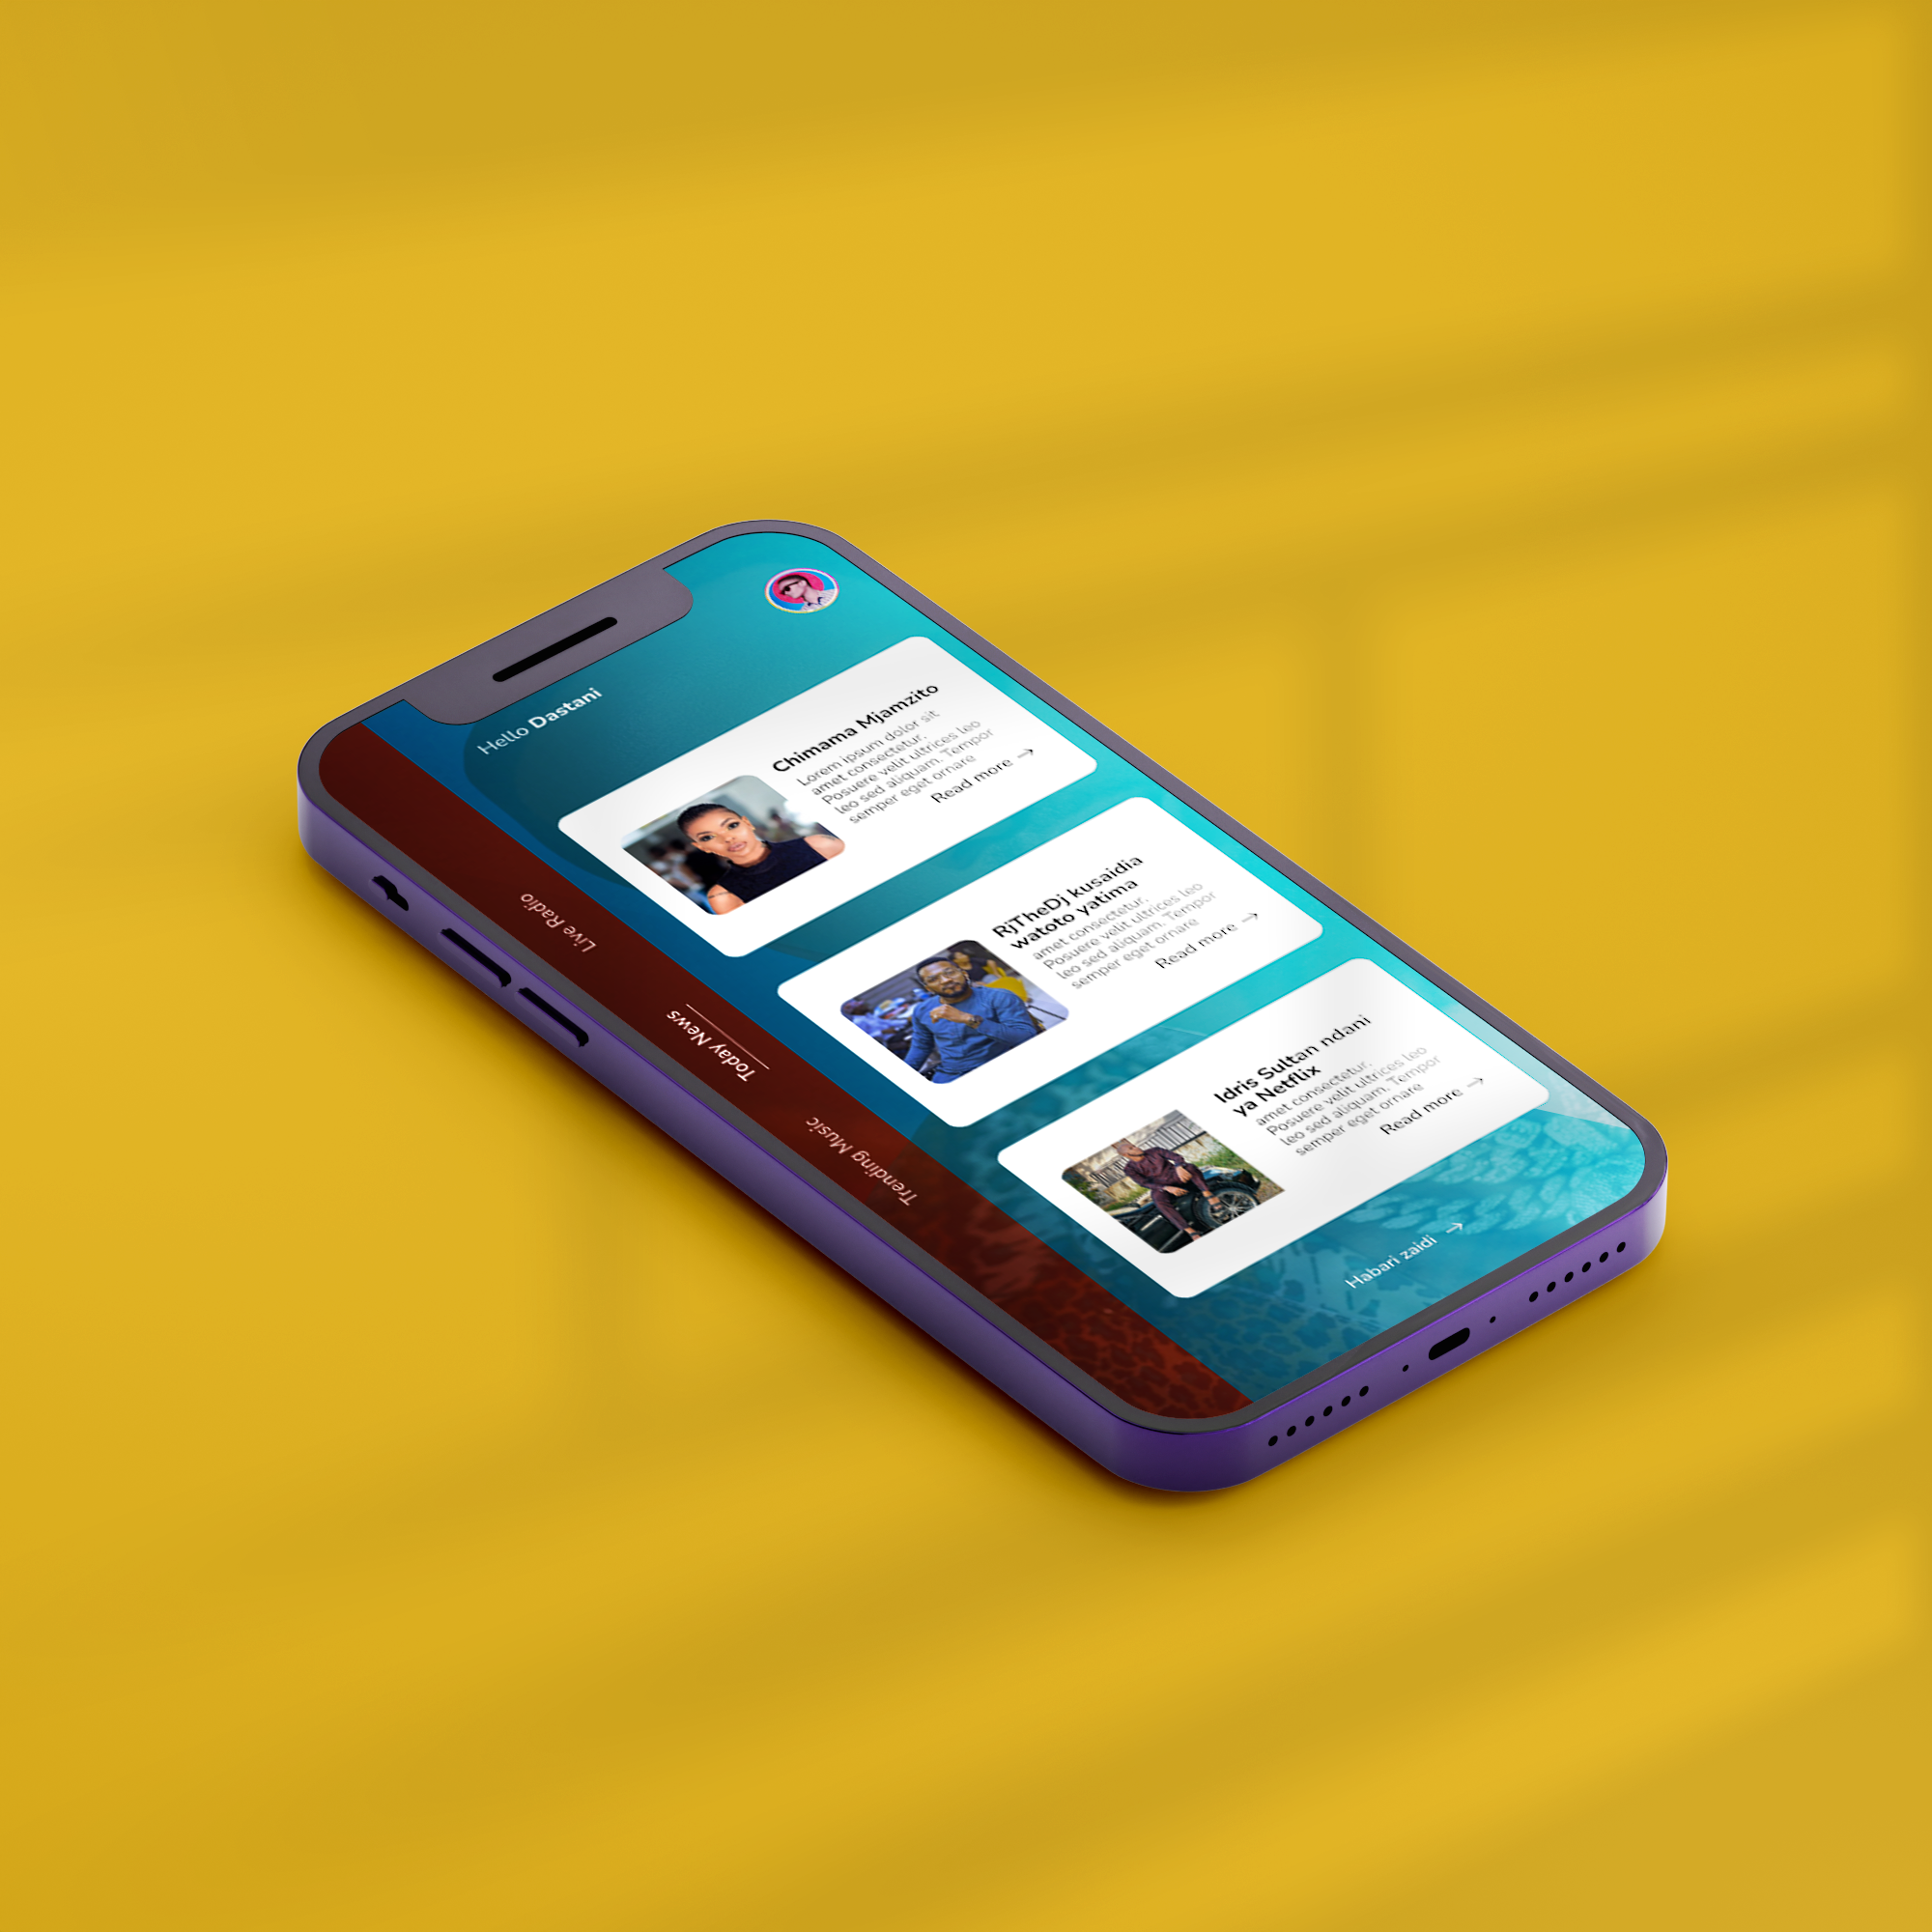 Hello Dastani
Chimama Mjamzito
Lorem ipsum dolor sit
amet consectetur.
Posuere velit ultrices leo
leo sed aliquam. Tempor
semper eget ornare
Read more →
RjTheDj kusaidia
watoto yatima
amet consectetur.
Posuere velit ultrices leo
leo sed aliquam. Tempor
semper eget ornare
Read more →
Idris Sultan ndani
ya Netflix
amet consectetur.
Posuere velit ultrices leo
leo sed aliquam. Tempor
semper eget ornare
Read more →
Habari zaidi →
Live Radio
Today News
Trending Music